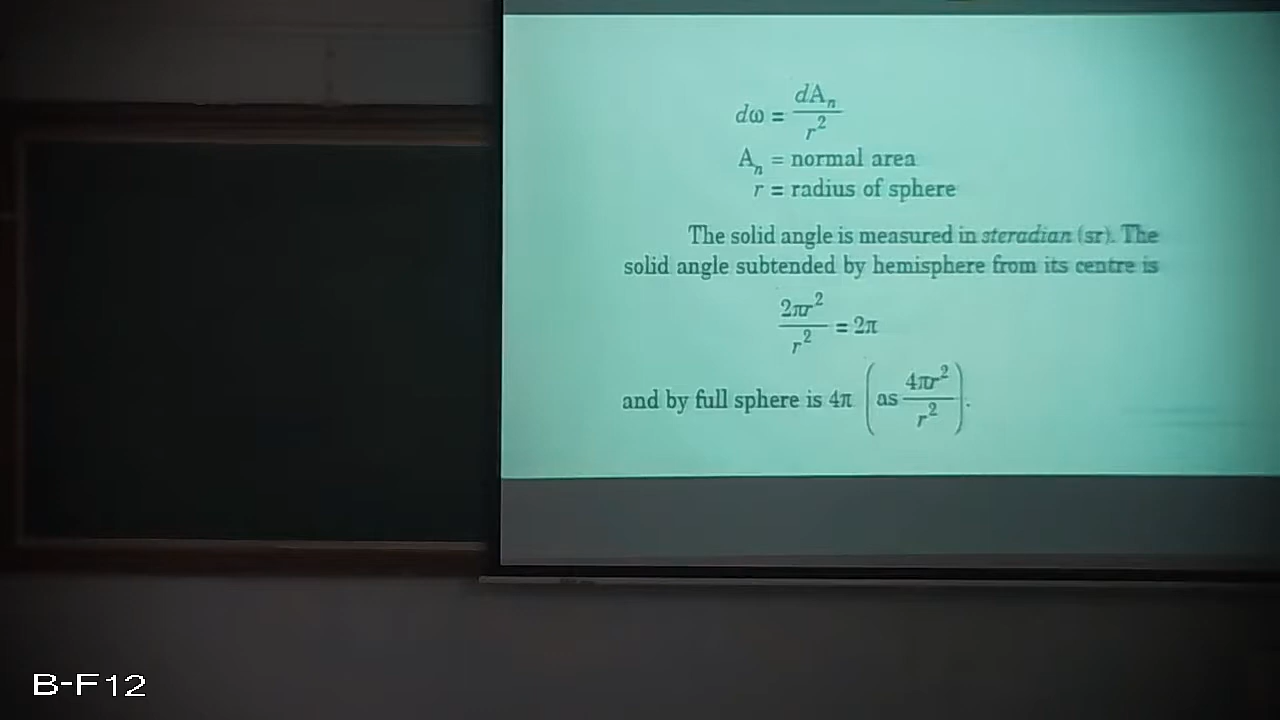 dω = dAₙ / r²
Aₙ = normal area
r = radius of sphere
The solid angle is measured in steradian (sr). The
solid angle subtended by hemisphere from its centre is
2πr² / r² = 2π
and by full sphere is 4π (as 4πr² / r²).
B-F12